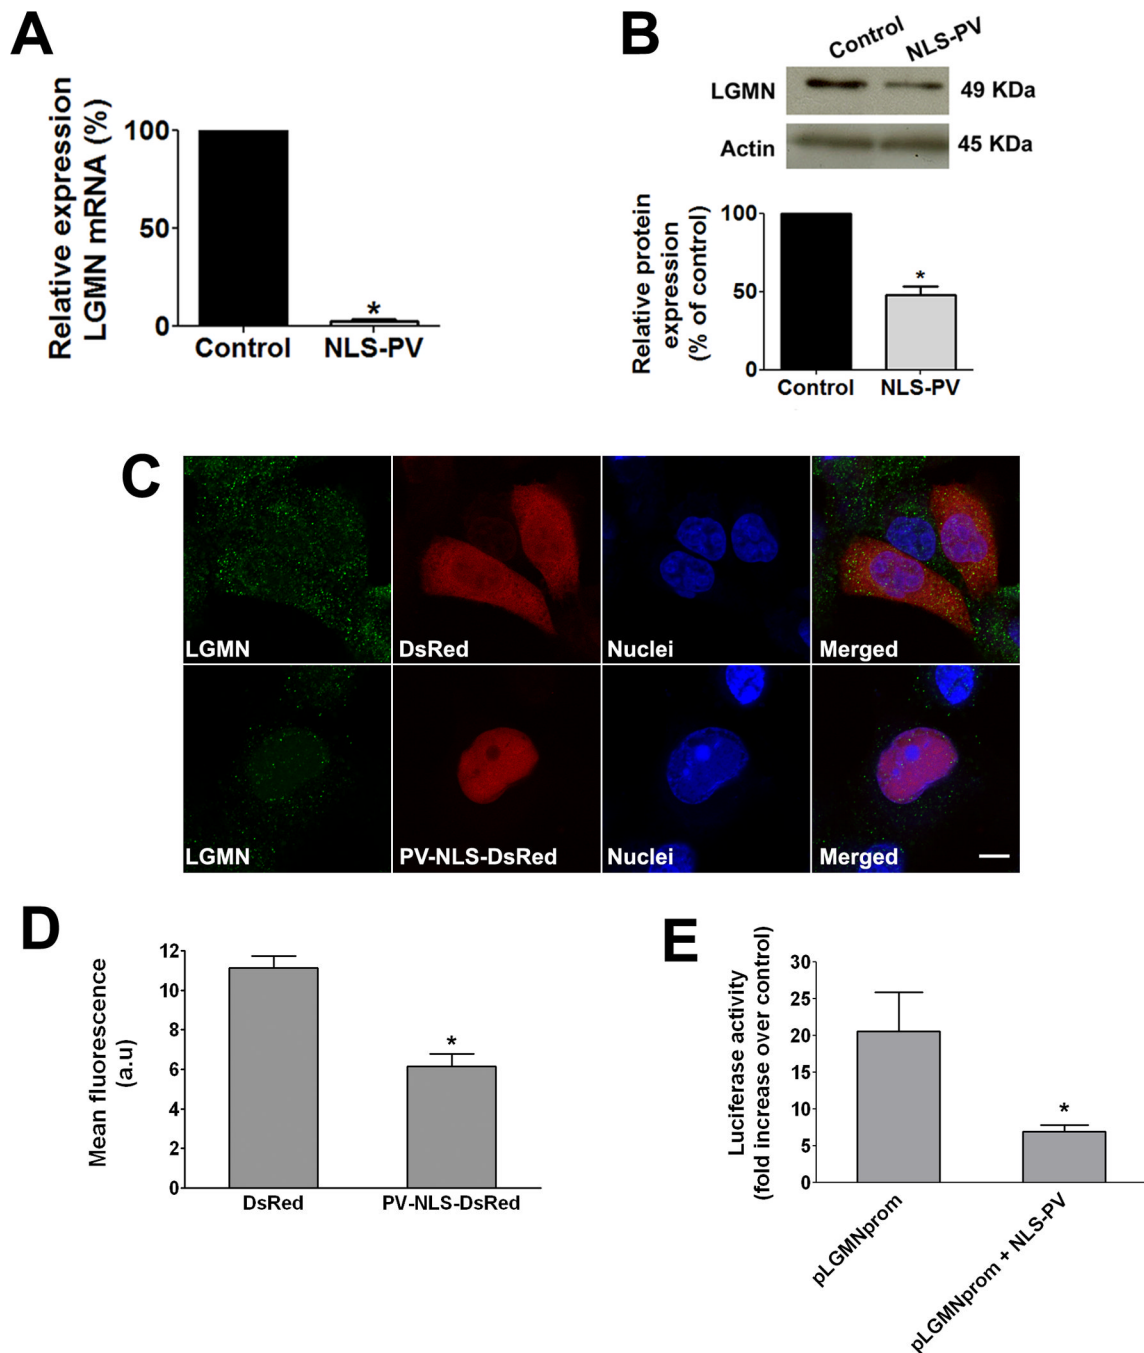 A
Relative expression
LGMN mRNA (%)
100
50
0
*
Control
NLS-PV
B
Control
NLS-PV
LGMN
49 KDa
Actin
45 KDa
Relative protein
expression
(% of control)
100
50
0
*
Control
NLS-PV
C
LGMN
DsRed
Nuclei
Merged
LGMN
PV-NLS-DsRed
Nuclei
Merged
D
Mean fluorescence
(a.u)
12
10
8
6
4
2
0
*
DsRed
PV-NLS-DsRed
E
Luciferase activity
(fold increase over control)
30
25
20
15
10
5
0
*
pLGMNprom
pLGMNprom + NLS-PV